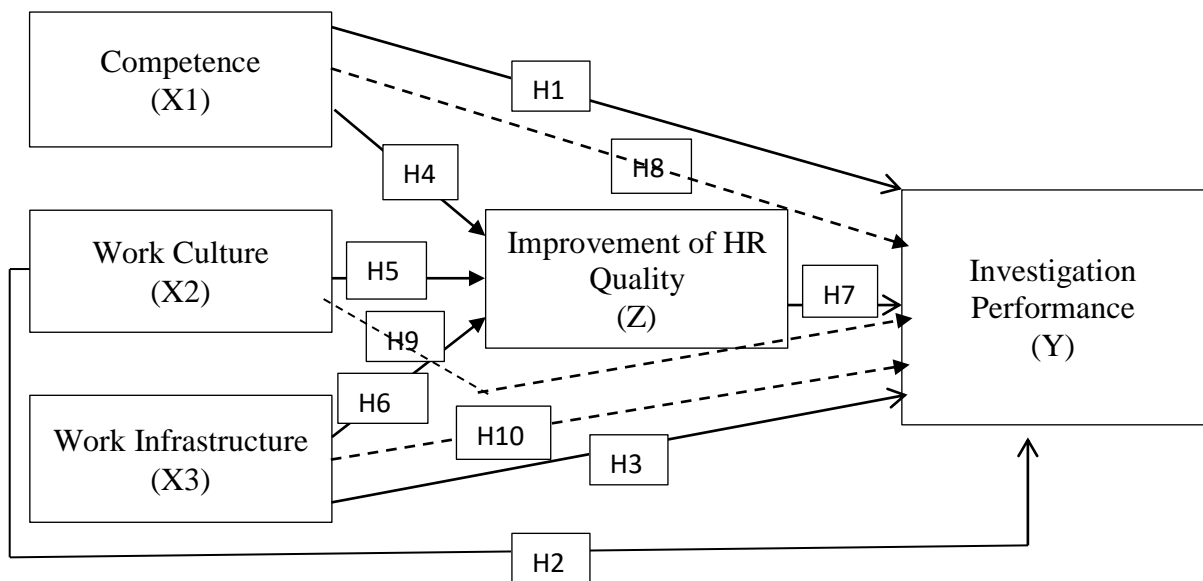 Competence
(X1)
H1
H8
H4
Work Culture
(X2)
H5
Improvement of HR
Quality
(Z)
H7
Investigation
Performance
(Y)
H9
H6
Work Infrastructure
(X3)
H10
H3
H2